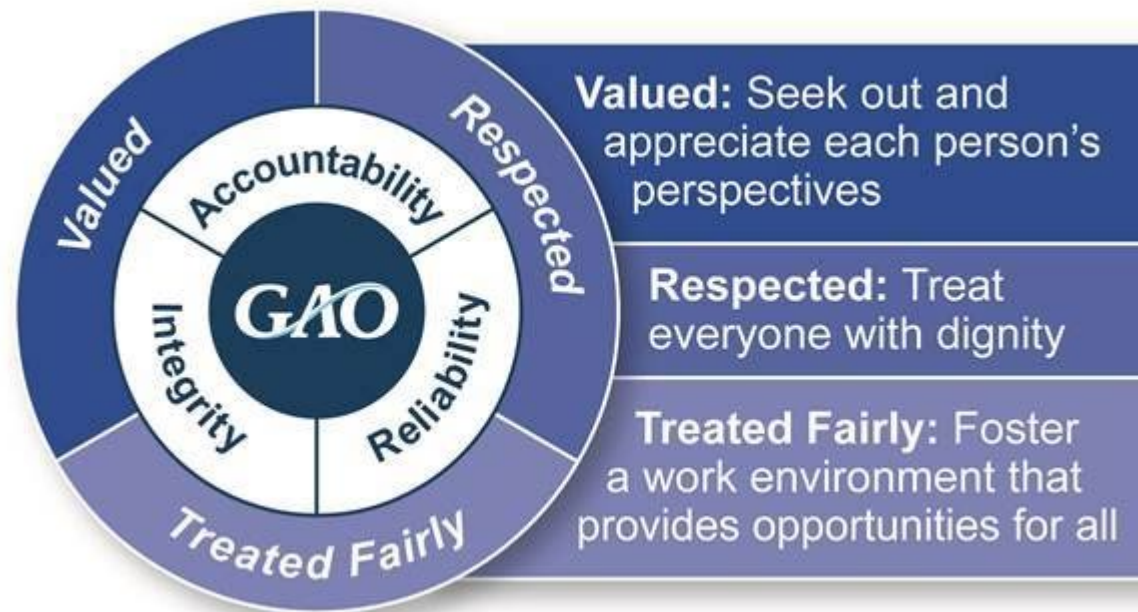 Valued
Respected
Treated Fairly
Accountability
Integrity
Reliability
GAO
Valued: Seek out and
appreciate each person's
perspectives
Respected: Treat
everyone with dignity
Treated Fairly: Foster
a work environment that
provides opportunities for all